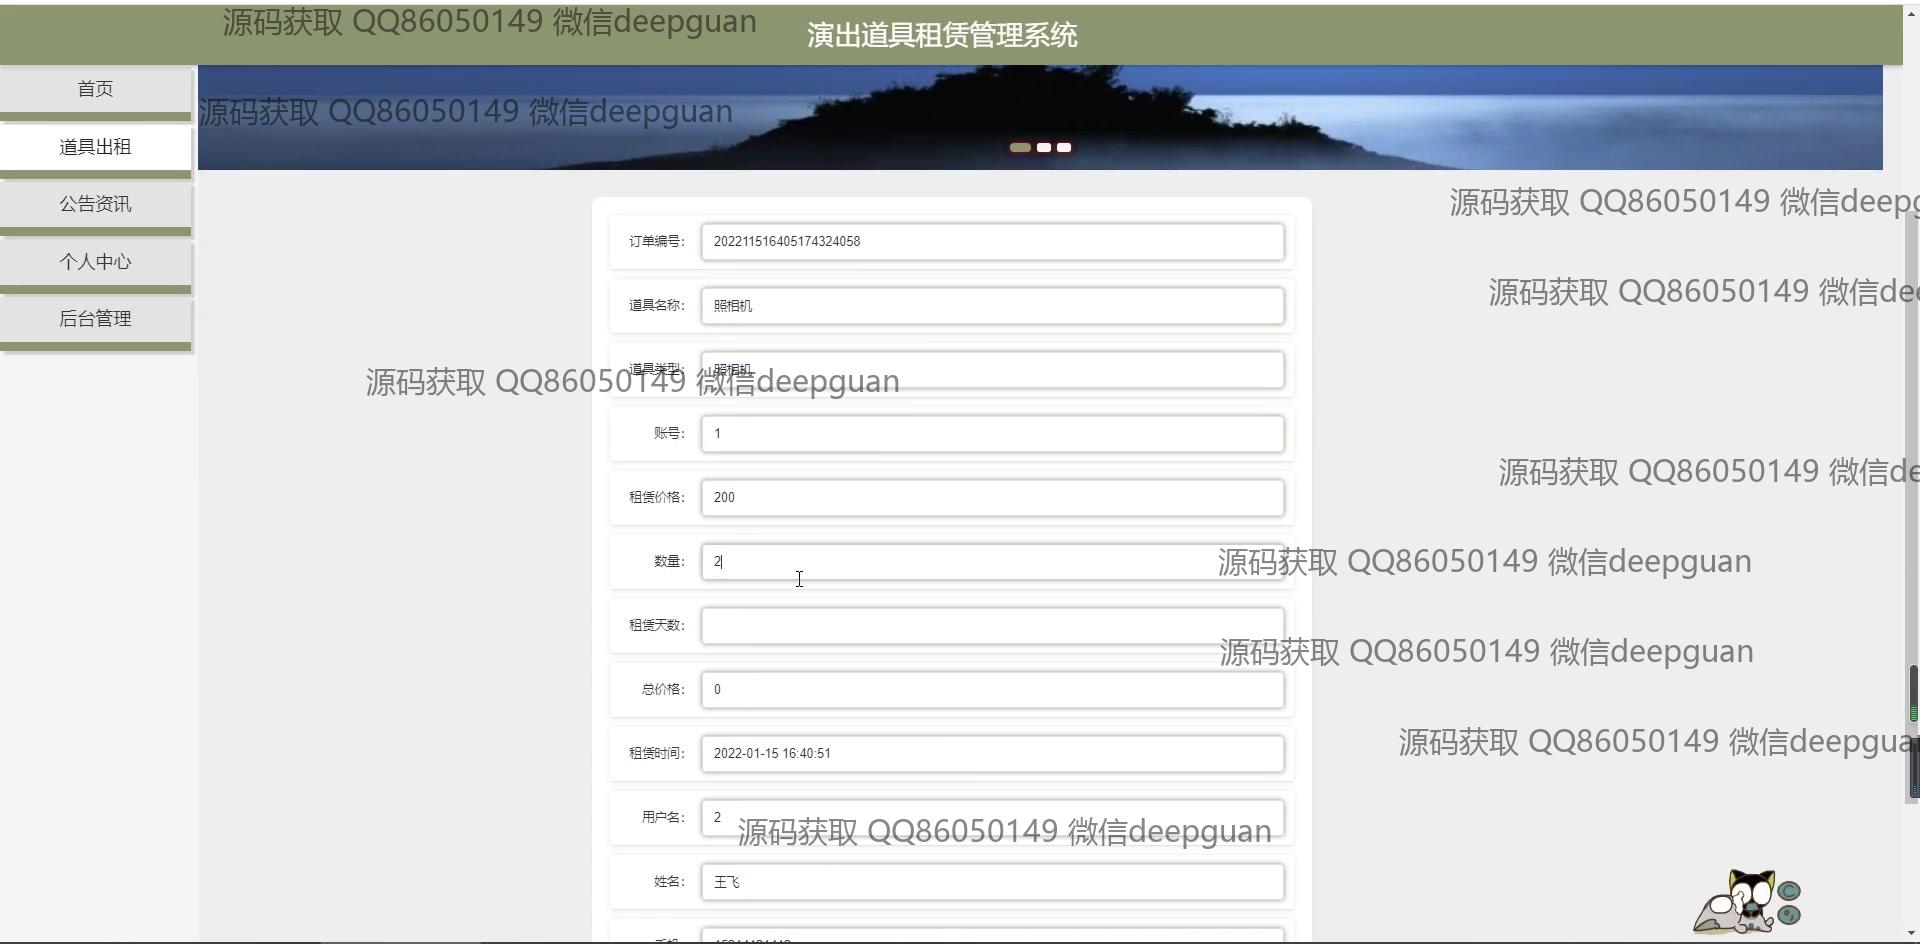 源码获取 QQ86050149 微信deepguan
演出道具租赁管理系统
首页
源码获取 QQ86050149 微信deepguan
道具出租
公告资讯
源码获取 QQ86050149 微信deepg
订单编号: 202211516405174324058
个人中心
源码获取 QQ86050149 微信de
道具名称: 照相机
后台管理
道具类型: 照相机
源码获取 QQ86050149 微信deepguan
账号: 1
源码获取 QQ86050149 微信de
租赁价格: 200
数量: 2
源码获取 QQ86050149 微信deepguan
租赁天数:
源码获取 QQ86050149 微信deepguan
总价格: 0
源码获取 QQ86050149 微信deepgua
租赁时间: 2022-01-15 16:40:51
用户名: 2
源码获取 QQ86050149 微信deepguan
姓名: 王飞